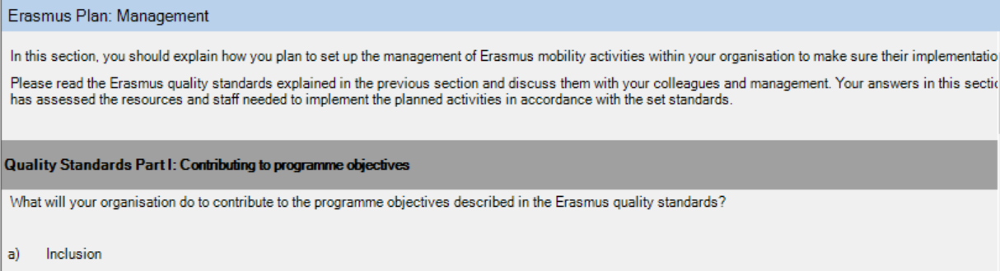 Erasmus Plan: Management
In this section, you should explain how you plan to set up the management of Erasmus mobility activities within your organisation to make sure their implementatio
Please read the Erasmus quality standards explained in the previous section and discuss them with your colleagues and management. Your answers in this sectic
has assessed the resources and staff needed to implement the planned activities in accordance with the set standards.
Quality Standards Part I: Contributing to programme objectives
What will your organisation do to contribute to the programme objectives described in the Erasmus quality standards?
a) Inclusion